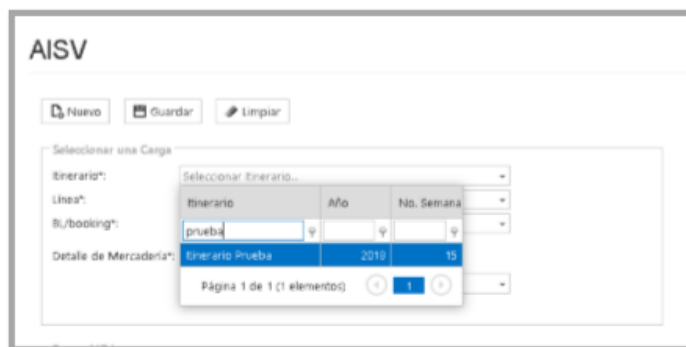 AISV
Nuevo Guardar Limpiar
Seleccionar una Carga
Itinerario*: Seleccionar Itinerario...
Línea*:
Itinerario Año No. Semana
BL/booking*:
prueba
Detalle de Mercadería*: Itinerario Prueba 2019 15
Página 1 de 1 (1 elementos) 1